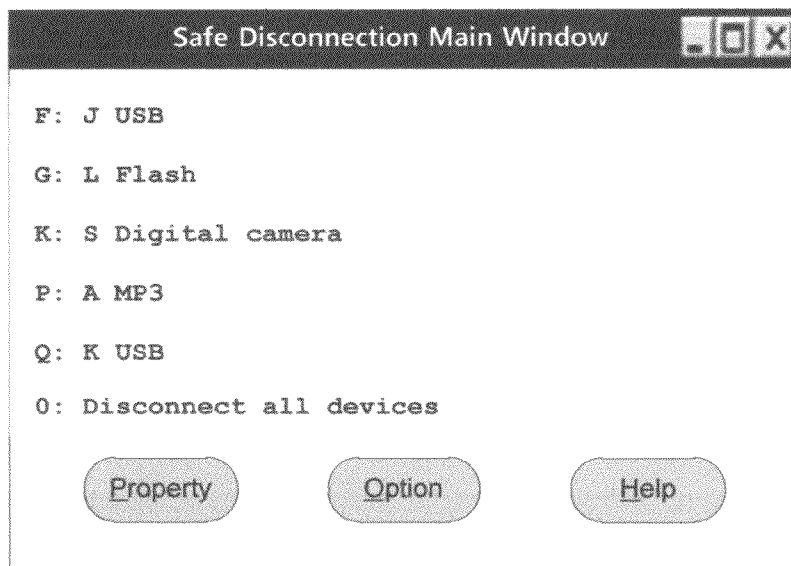 Safe Disconnection Main Window
F: J USB
G: L Flash
K: S Digital camera
P: A MP3
Q: K USB
0: Disconnect all devices
Property Option Help